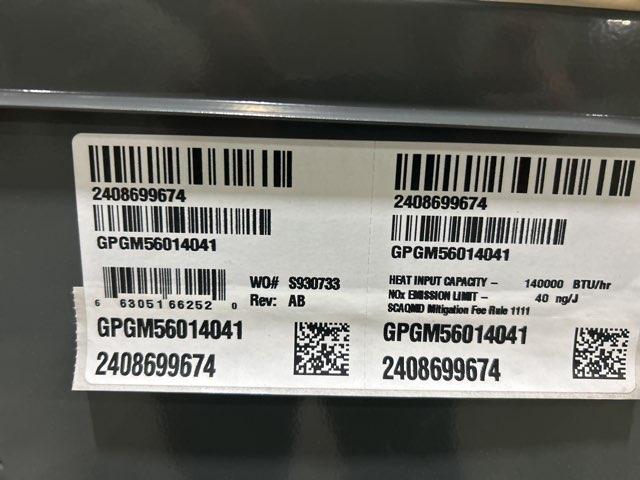 2408699674
GPGM56014041
WO# S930733
6 63051 66252 0
Rev: AB
GPGM56014041
2408699674
2408699674
GPGM56014041
HEAT INPUT CAPACITY – 140000 BTU/hr
NOx EMISSION LIMIT – 40 ng/J
SCAQMD Mitigation Fee Rule 1111
GPGM56014041
2408699674